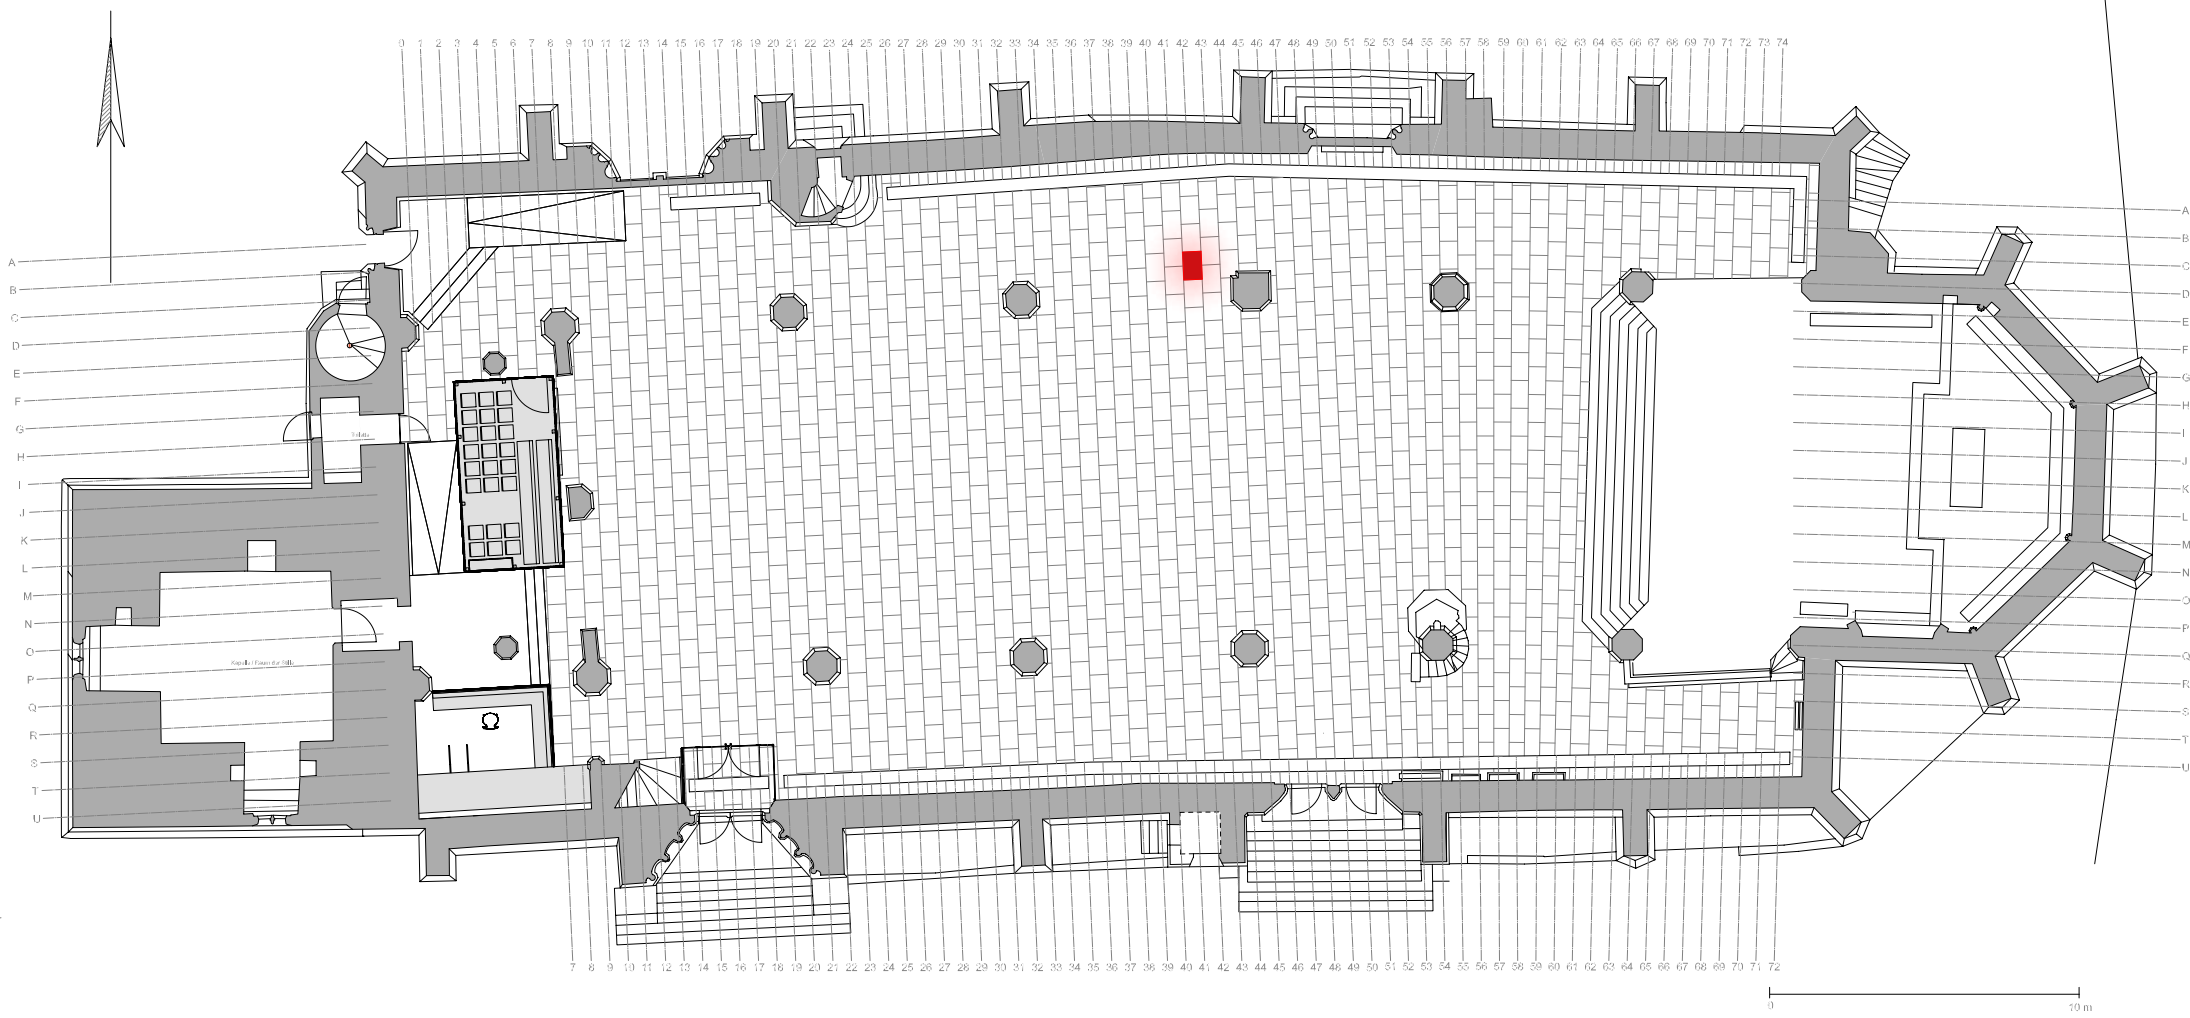 0 1 2 3 4 5 6 7 8 9 10 11 12 13 14 15 16 17 18 19 20 21 22 23 24 25 26 27 28 29 30 31 32 33 34 35 36 37 38 39 40 41 42 43 44 45 46 47 48 49 50 51 52 53 54 55 56 57 58 59 60 61 62 63 64 65 66 67 68 69 70 71 72 73 74
A
B
C
D
E
F
G
H
I
J
K
L
M
N
O
P
Q
R
S
T
U
A
B
C
D
E
F
G
H
I
J
K
L
M
N
O
P
Q
R
S
T
U
7 8 9 10 11 12 13 14 15 16 17 18 19 20 21 22 23 24 25 26 27 28 29 30 31 32 33 34 35 36 37 38 39 40 41 42 43 44 45 46 47 48 49 50 51 52 53 54 55 56 57 58 59 60 61 62 63 64 65 66 67 68 69 70 71 72
0 10 m